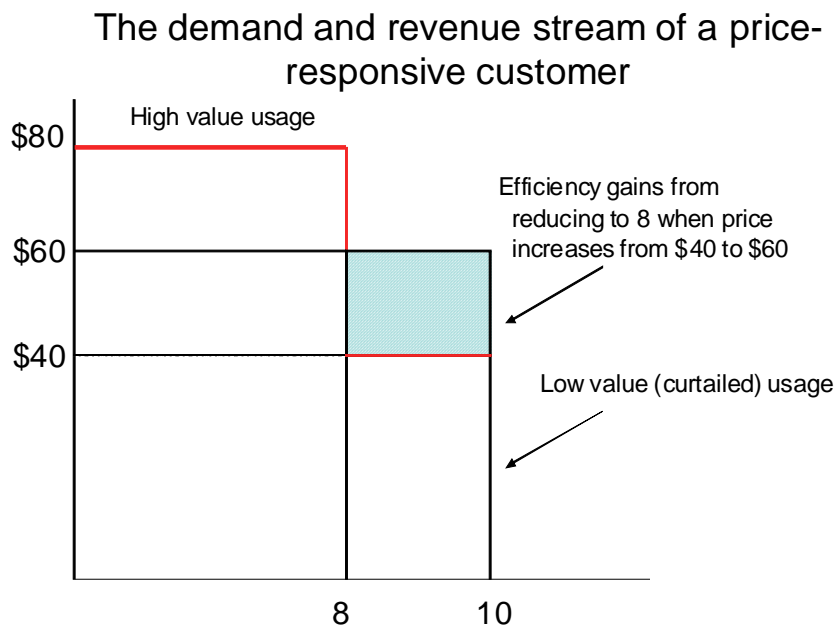 The demand and revenue stream of a price-
responsive customer
High value usage
$80
Efficiency gains from
reducing to 8 when price
increases from $40 to $60
$60
$40
Low value (curtailed) usage
8 10